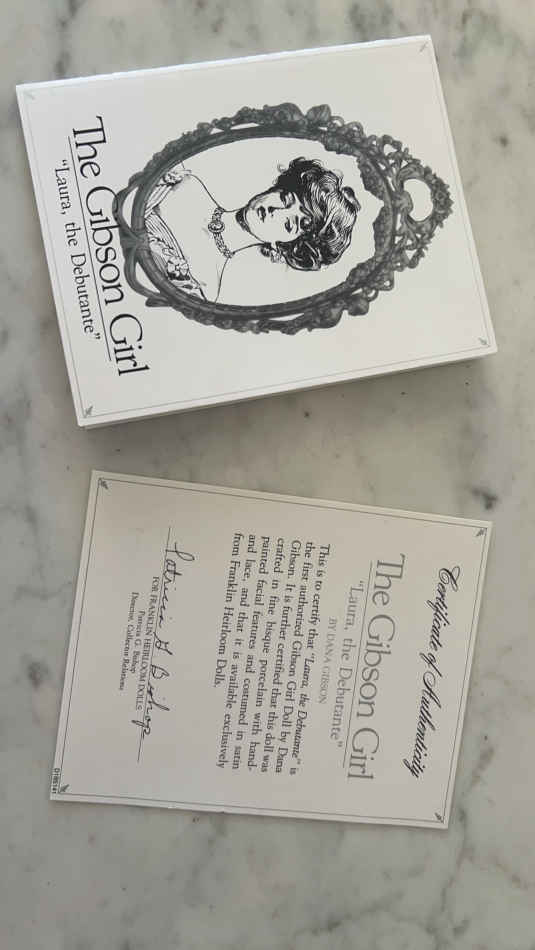 The Gibson Girl
"Laura, the Debutante"
Certificate of Authenticity
The Gibson Girl
"Laura, the Debutante"
BY DANA GIBSON
This is to certify that "Laura, the Debutante" is
the first authorized Gibson Girl Doll by Dana
Gibson. It is further certified that this doll was
crafted in fine bisque porcelain with hand-
painted facial features and costumed in satin
and lace, and that it is available exclusively
from Franklin Heirloom Dolls.
Patricia G. Bishop
FOR FRANKLIN HEIRLOOM DOLLS
Patricia G. Bishop
Director, Collector Relations